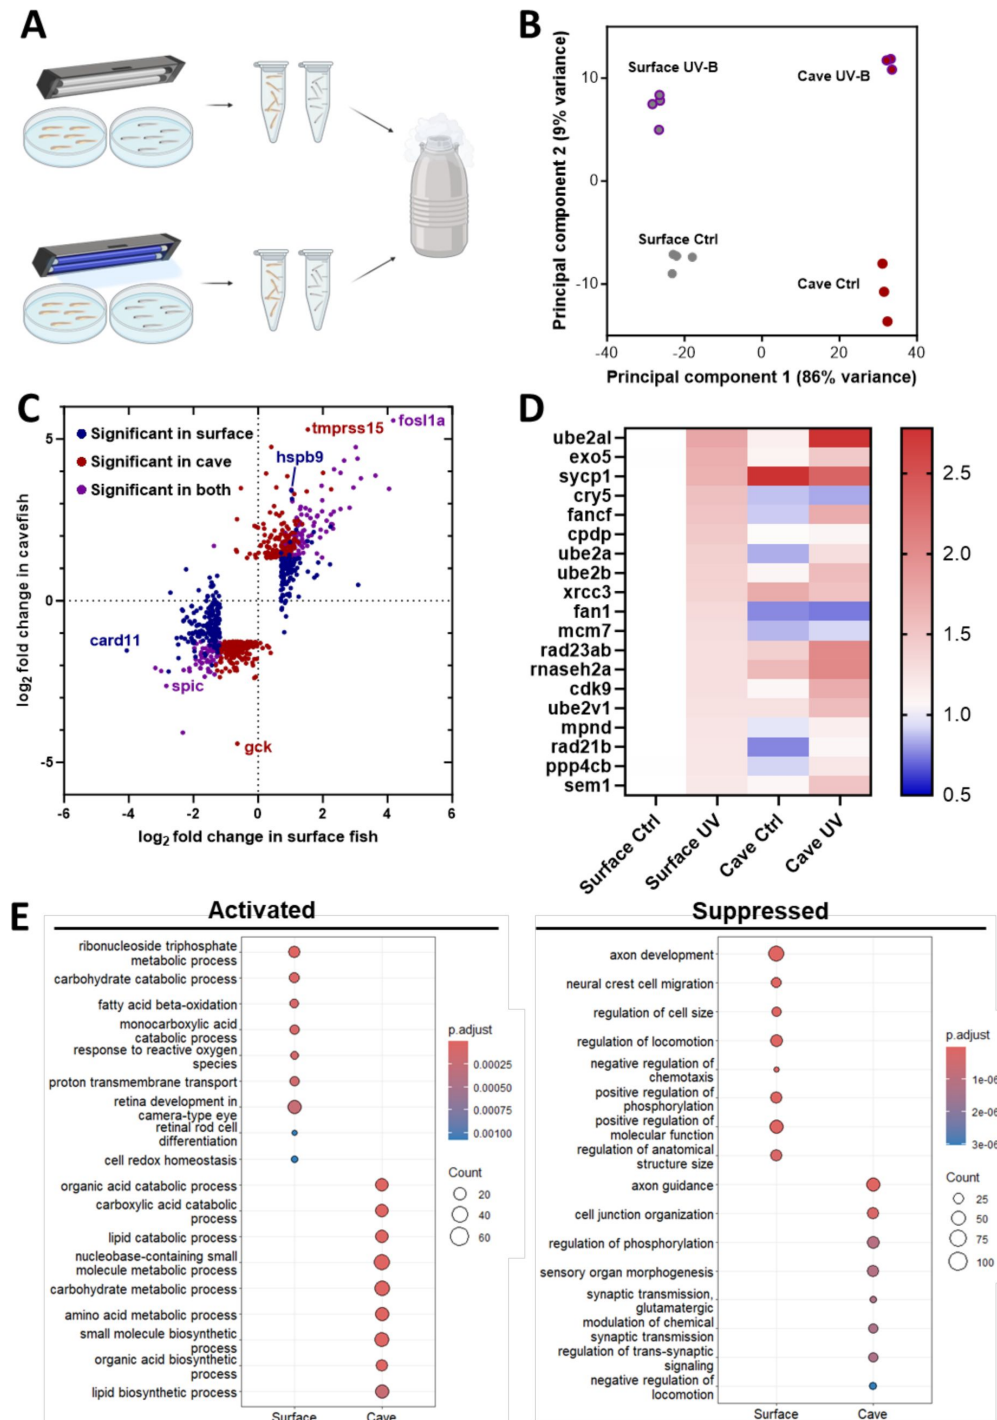 A
B
Principal component 2 (9% variance)
10
0
-10
Surface UV-B
Cave UV-B
Surface Ctrl
Cave Ctrl
-40
-20
0
20
40
Principal component 1 (86% variance)
C
log2 fold change in cavefish
5
0
-5
Significant in surface
Significant in cave
Significant in both
tmprss15
fosl1a
hspb9
card11
spic
gck
-6
-4
-2
0
2
4
6
log2 fold change in surface fish
D
ube2al
exo5
sycp1
cry5
fancf
cpdp
ube2a
ube2b
xrcc3
fan1
mcm7
rad23ab
rnaseh2a
cdk9
ube2v1
mpnd
rad21b
ppp4cb
sem1
Surface Ctrl
Surface UV
Cave Ctrl
Cave UV
2.5
2.0
1.5
1.0
0.5
E
Activated
ribonucleoside triphosphate
metabolic process
carbohydrate catabolic process
fatty acid beta-oxidation
monocarboxylic acid
catabolic process
response to reactive oxygen
species
proton transmembrane transport
retina development in
camera-type eye
retinal rod cell
differentiation
cell redox homeostasis
organic acid catabolic process
carboxylic acid catabolic
process
lipid catabolic process
nucleobase-containing small
molecule metabolic process
carbohydrate metabolic process
amino acid metabolic process
small molecule biosynthetic
process
organic acid biosynthetic
process
lipid biosynthetic process
Surface
Cave
p.adjust
0.00025
0.00050
0.00075
0.00100
Count
20
40
60
Suppressed
axon development
neural crest cell migration
regulation of cell size
regulation of locomotion
negative regulation of
chemotaxis
positive regulation of
phosphorylation
positive regulation of
molecular function
regulation of anatomical
structure size
axon guidance
cell junction organization
regulation of phosphorylation
sensory organ morphogenesis
synaptic transmission,
glutamatergic
modulation of chemical
synaptic transmission
regulation of trans-synaptic
signaling
negative regulation of
locomotion
Surface
Cave
p.adjust
1e-06
2e-06
3e-06
Count
25
50
75
100